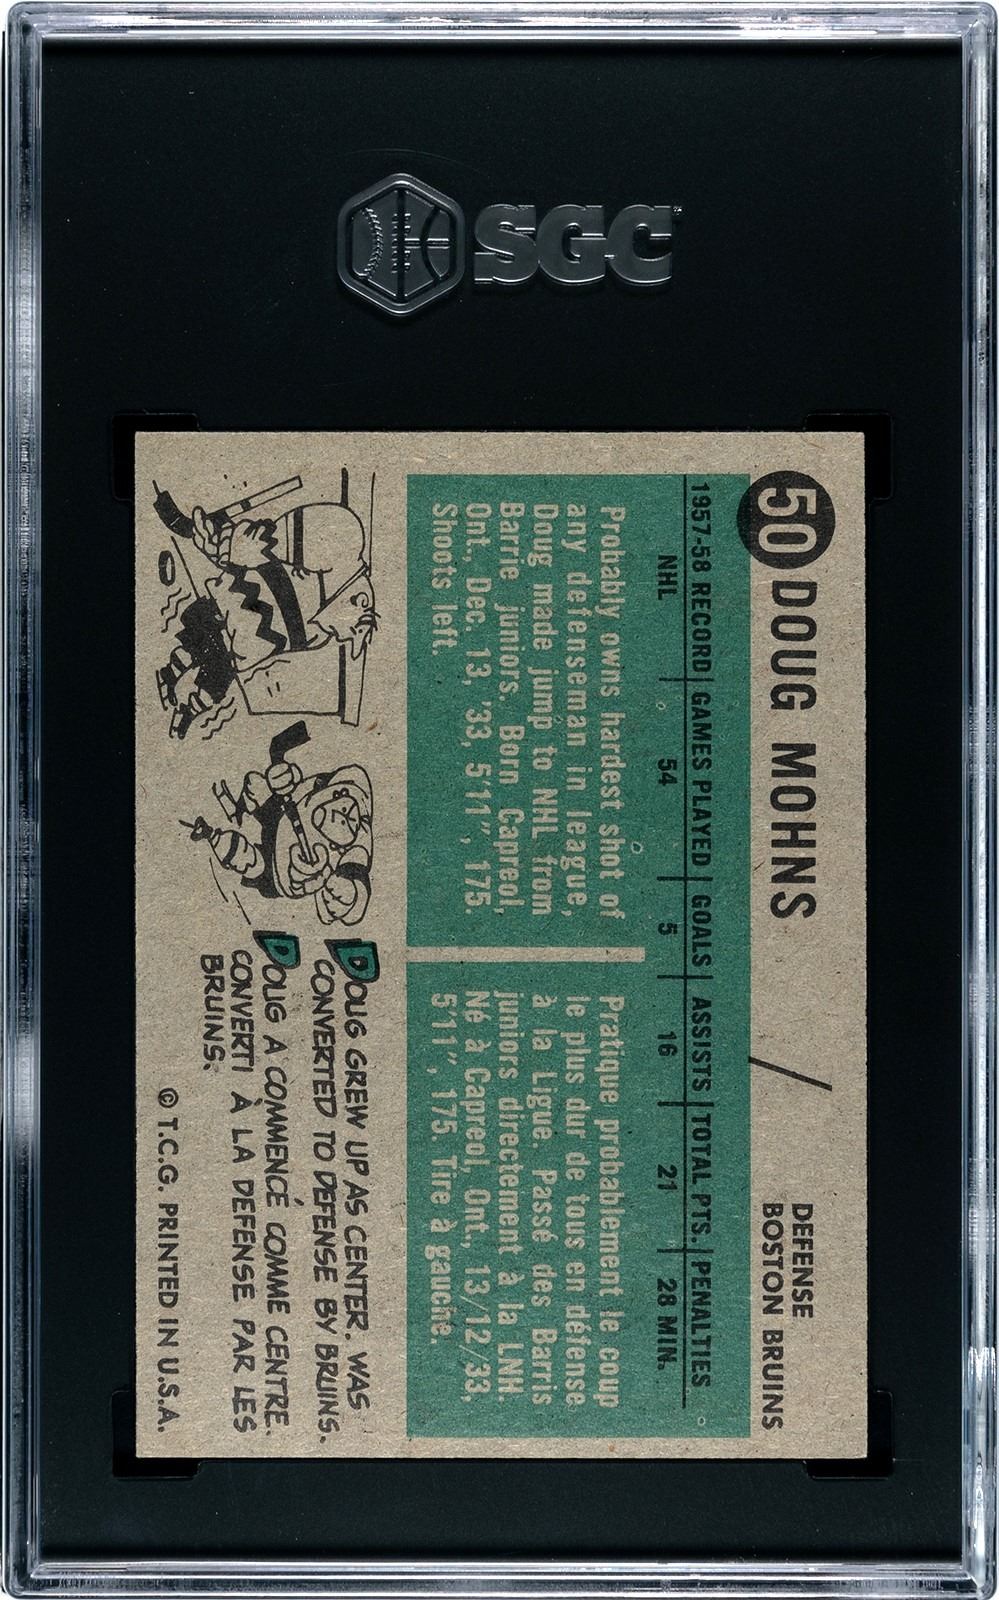 SGC
50 DOUG MOHNS
DEFENSE
BOSTON BRUINS
1957-58 RECORD GAMES PLAYED GOALS ASSISTS TOTAL PTS. PENALTIES
NHL 54 5 16 21 28 MIN.
Probably owns hardest shot of
any defenseman in league,
Doug made jump to NHL from
Barrie juniors. Born Capreol,
Ont., Dec. 13, '33, 5'11", 175.
Shoots left.
Pratique probablement le coup
le plus dur de tous en défense
à la Ligue. Passé des Barris
juniors directement à la LNH
Né à Capreol, Ont., 13/12/33,
5'11", 175. Tire à gauche.
DOUG GREW UP AS CENTER. WAS
CONVERTED TO DEFENSE BY BRUINS.
DOUG A COMMENCÉ COMME CENTRE.
CONVERTI À LA DEFENSE PAR LES
BRUINS.
© T.C.G. PRINTED IN U.S.A.